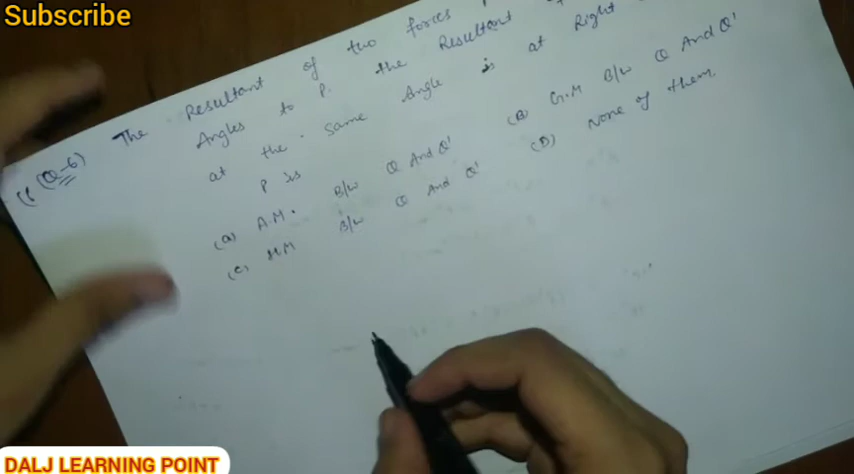 Subscribe
(Q-6) The Resultant of two forces
Angles to P. the Resultant
at the same Angle is at Right
P is
(a) A.M. B/w Q And Q'
(B) G.M B/w Q And Q'
(C) HM B/w Q And Q'
(D) None of them.
DALJ LEARNING POINT